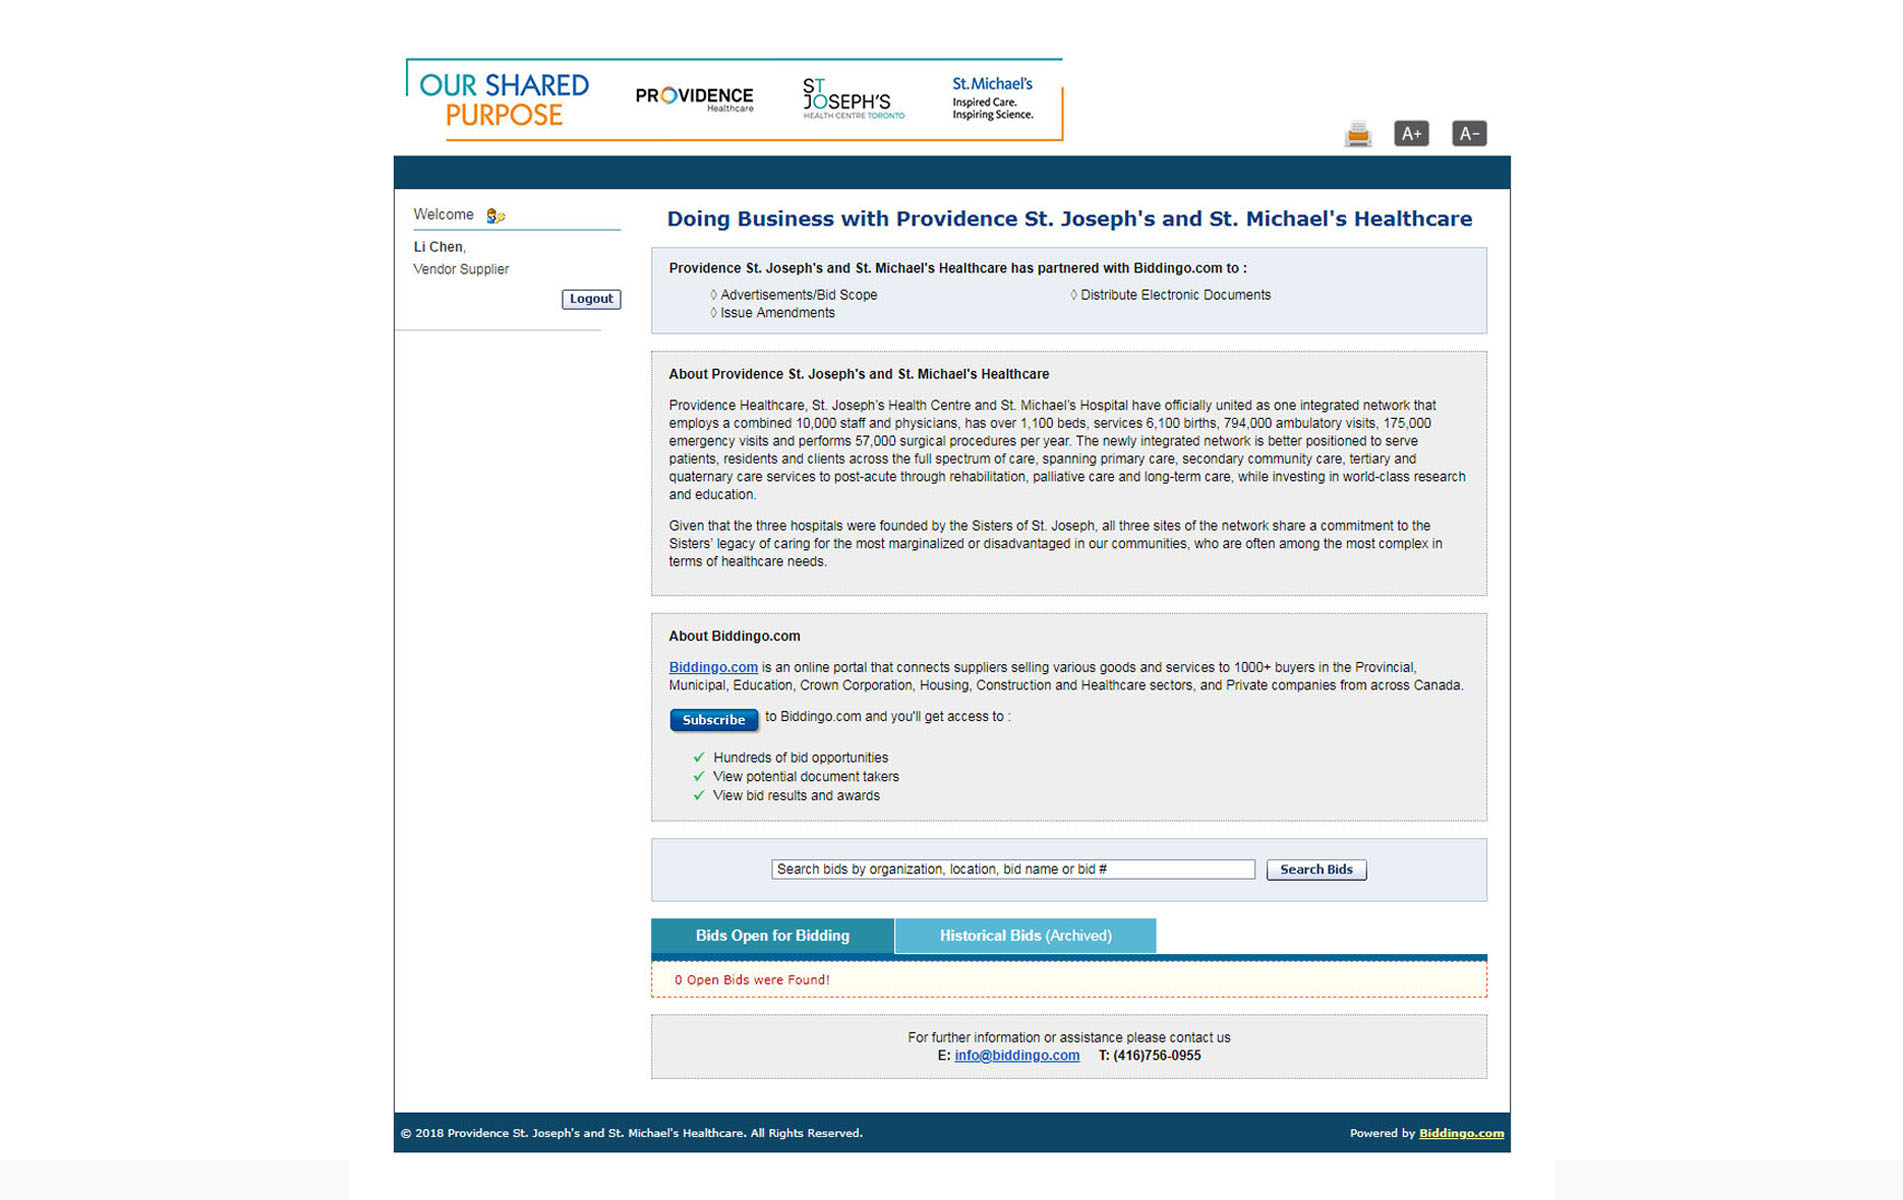 OUR SHARED
PURPOSE
PROVIDENCE
Healthcare
ST
JOSEPH'S
HEALTH CENTRE TORONTO
St.Michael's
Inspired Care.
Inspiring Science.
A+
A-
Welcome
Li Chen,
Vendor Supplier
Logout
Doing Business with Providence St. Joseph's and St. Michael's Healthcare
Providence St. Joseph's and St. Michael's Healthcare has partnered with Biddingo.com to :
◊ Advertisements/Bid Scope
◊ Distribute Electronic Documents
◊ Issue Amendments
About Providence St. Joseph's and St. Michael's Healthcare
Providence Healthcare, St. Joseph's Health Centre and St. Michael's Hospital have officially united as one integrated network that
employs a combined 10,000 staff and physicians, has over 1,100 beds, services 6,100 births, 794,000 ambulatory visits, 175,000
emergency visits and performs 57,000 surgical procedures per year. The newly integrated network is better positioned to serve
patients, residents and clients across the full spectrum of care, spanning primary care, secondary community care, tertiary and
quaternary care services to post-acute through rehabilitation, palliative care and long-term care, while investing in world-class research
and education.
Given that the three hospitals were founded by the Sisters of St. Joseph, all three sites of the network share a commitment to the
Sisters' legacy of caring for the most marginalized or disadvantaged in our communities, who are often among the most complex in
terms of healthcare needs.
About Biddingo.com
Biddingo.com is an online portal that connects suppliers selling various goods and services to 1000+ buyers in the Provincial,
Municipal, Education, Crown Corporation, Housing, Construction and Healthcare sectors, and Private companies from across Canada.
Subscribe to Biddingo.com and you'll get access to :
✓ Hundreds of bid opportunities
✓ View potential document takers
✓ View bid results and awards
Search bids by organization, location, bid name or bid #
Search Bids
Bids Open for Bidding
Historical Bids (Archived)
0 Open Bids were Found!
For further information or assistance please contact us
E: info@biddingo.com T: (416)756-0955
© 2018 Providence St. Joseph's and St. Michael's Healthcare. All Rights Reserved.
Powered by Biddingo.com